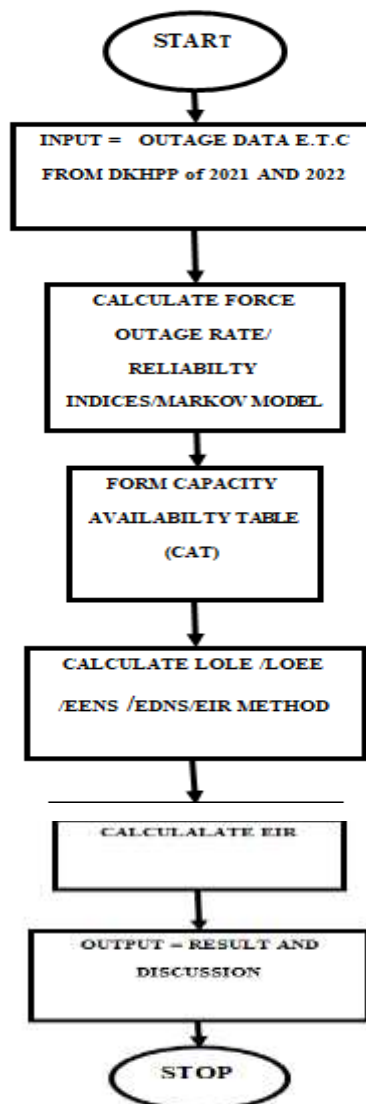 START
INPUT = OUTAGE DATA E.T.C
FROM DKHPP of 2021 AND 2022
CALCULATE FORCE
OUTAGE RATE/
RELIABILTY
INDICES/MARKOV MODEL
FORM CAPACITY
AVAILABILTY TABLE
(CAT)
CALCULATE LOLE /LOEE
/EENS /EDNS/EIR METHOD
CALCULALATE EIR
OUTPUT = RESULT AND
DISCUSSION
STOP